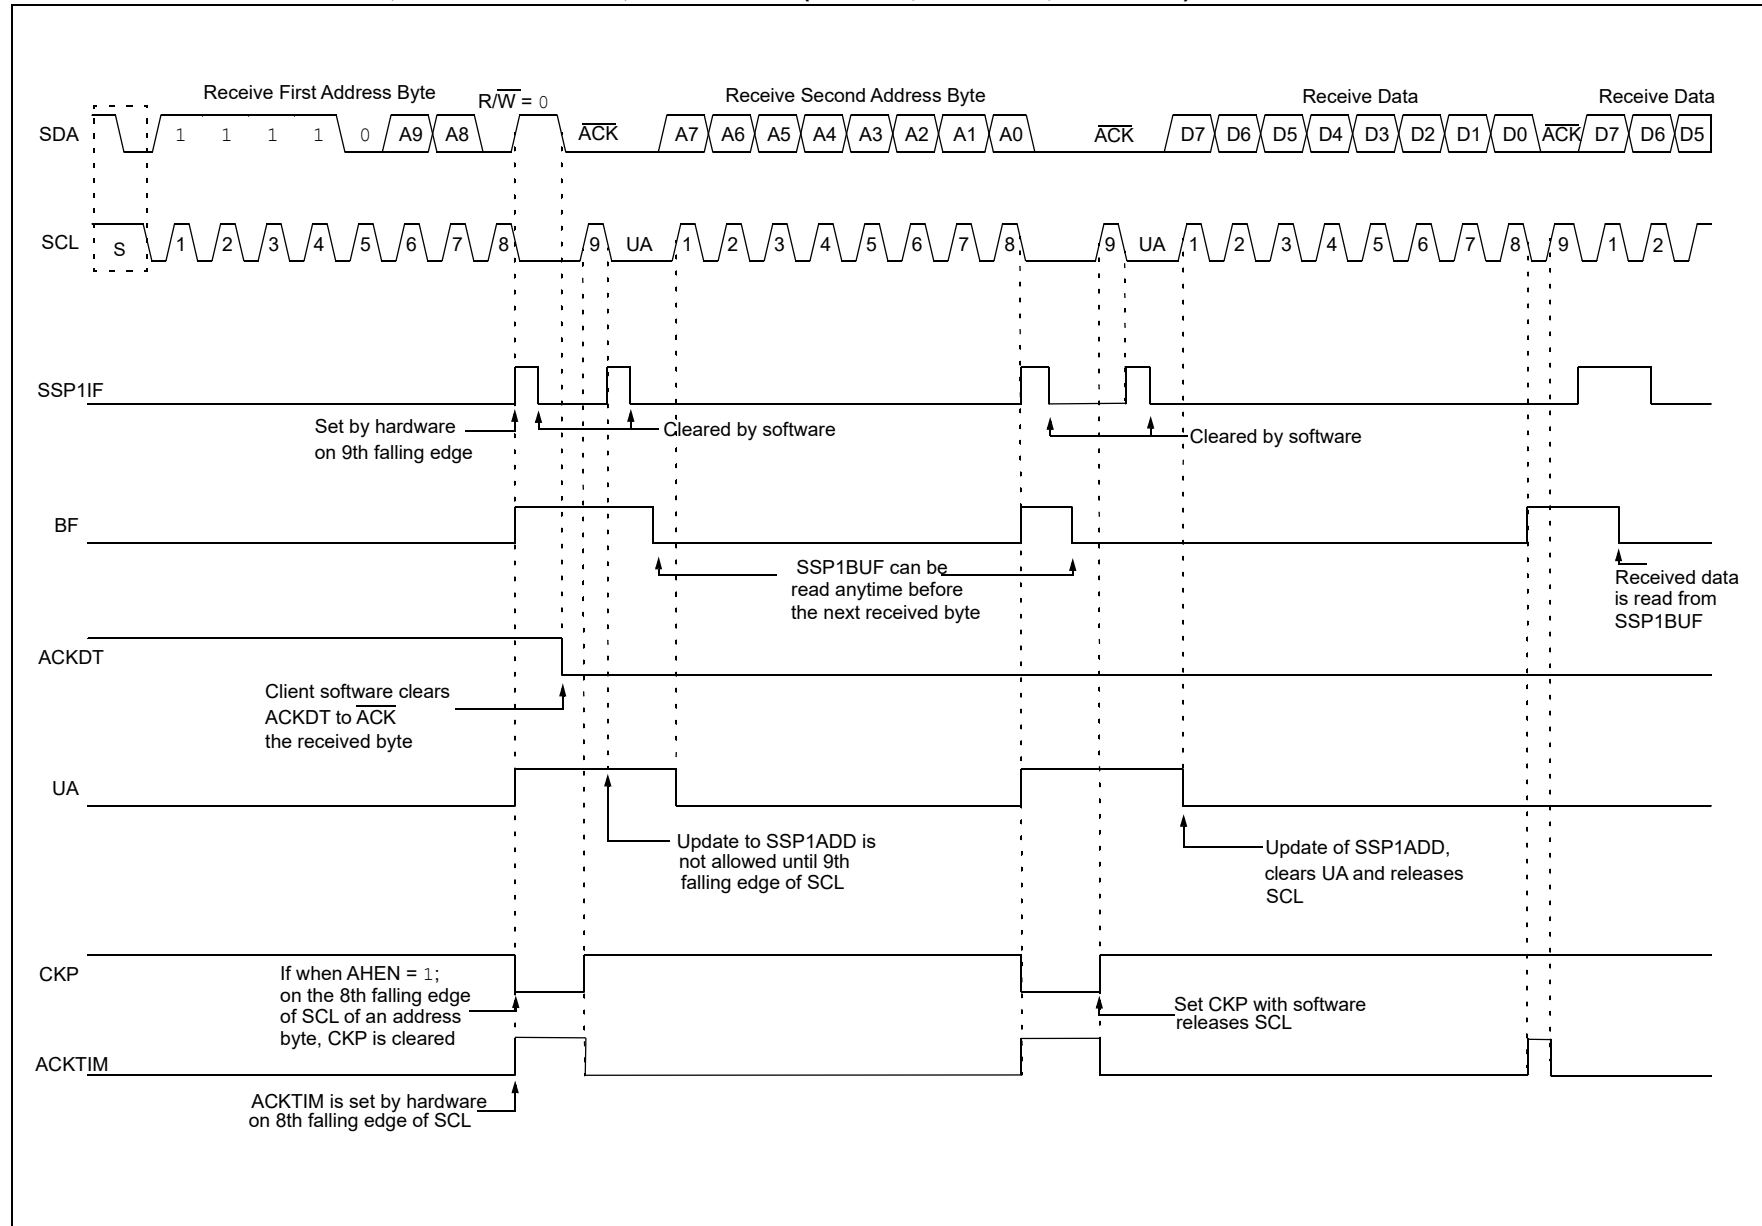 Receive First Address Byte
R/W = 0
Receive Second Address Byte
Receive Data
Receive Data
SDA
1 1 1 1 0 A9 A8
ACK
A7 A6 A5 A4 A3 A2 A1 A0
ACK
D7 D6 D5 D4 D3 D2 D1 D0
ACK
D7 D6 D5
SCL
S
1 2 3 4 5 6 7 8
9
UA
1 2 3 4 5 6 7 8
9
UA
1 2 3 4 5 6 7 8 9 1 2
SSP1IF
Set by hardware
on 9th falling edge
Cleared by software
Cleared by software
BF
SSP1BUF can be
read anytime before
the next received byte
Received data
is read from
SSP1BUF
ACKDT
Client software clears
ACKDT to ACK
the received byte
UA
Update to SSP1ADD is
not allowed until 9th
falling edge of SCL
Update of SSP1ADD,
clears UA and releases
SCL
CKP
If when AHEN = 1;
on the 8th falling edge
of SCL of an address
byte, CKP is cleared
Set CKP with software
releases SCL
ACKTIM
ACKTIM is set by hardware
on 8th falling edge of SCL